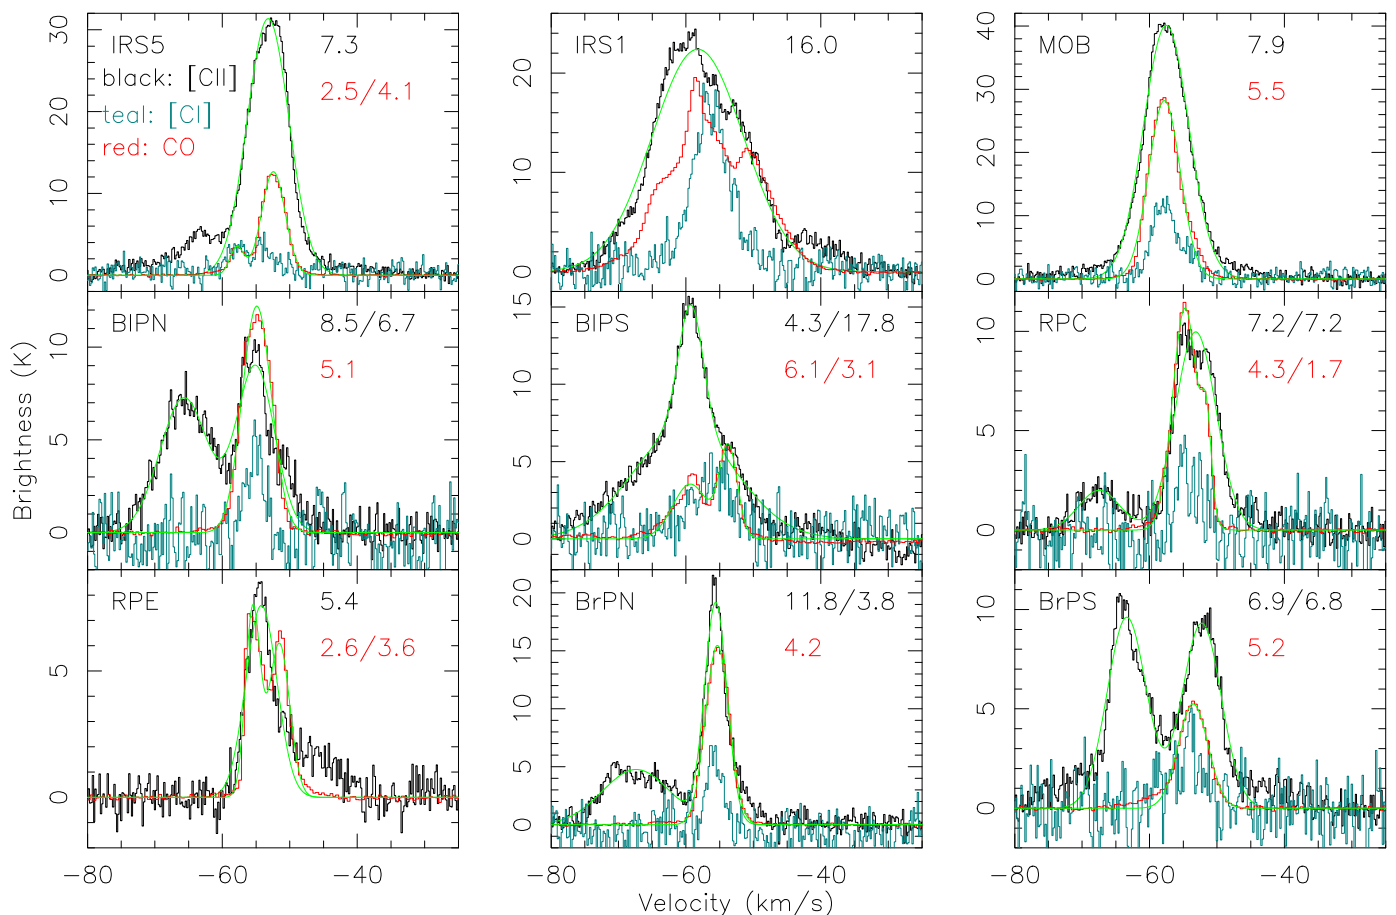 IRS5 7.3
black: [CII]
2.5/4.1
teal: [CI]
red: CO
30
20
10
0
IRS1 16.0
20
10
0
MOB 7.9
5.5
40
30
20
10
0
BIPN 8.5/6.7
5.1
10
5
0
BIPS 4.3/17.8
6.1/3.1
15
10
5
0
RPC 7.2/7.2
4.3/1.7
10
5
0
RPE 5.4
2.6/3.6
5
0
BrPN 11.8/3.8
4.2
20
15
10
5
0
BrPS 6.9/6.8
5.2
10
5
0
Brightness (K)
−80 −60 −40
−80 −60 −40
−80 −60 −40
Velocity (km/s)